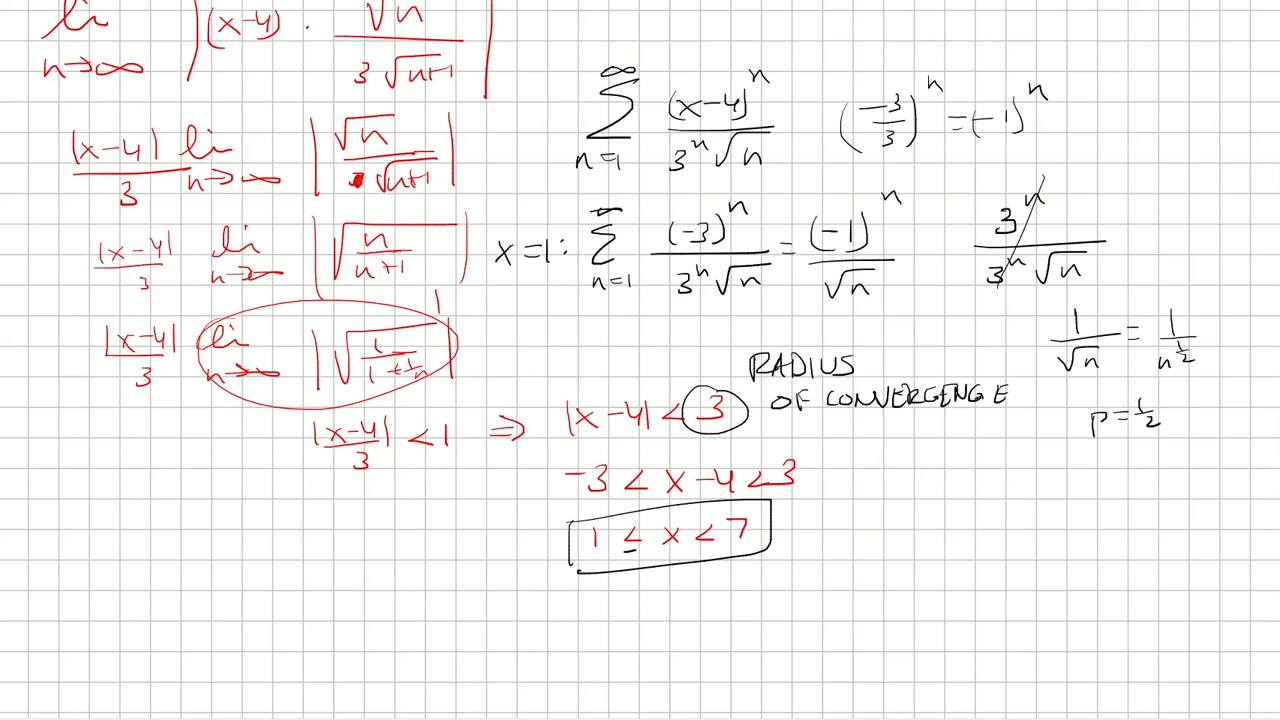 lim n→∞ |(x-4) · √n / 3√n+1|
|x-4|/3 lim n→∞ |√n / √n+1|
|x-4|/3 lim n→∞ |√(n/n+1)|
|x-4|/3 lim n→∞ |√(1/1+1/n)| 1
|x-4|/3 < 1 ⇒ |x-4| < 3
-3 < x-4 < 3
1 ≤ x < 7
∞ Σ n=1 (x-4)^n / 3^n √n (-3/3)^n = (-1)^n
x=1: ∞ Σ n=1 (-3)^n / 3^n √n = (-1)^n / √n 3^n / 3^n √n
1/√n = 1/n^1/2
RADIUS
OF CONVERGENGE
p = 1/2